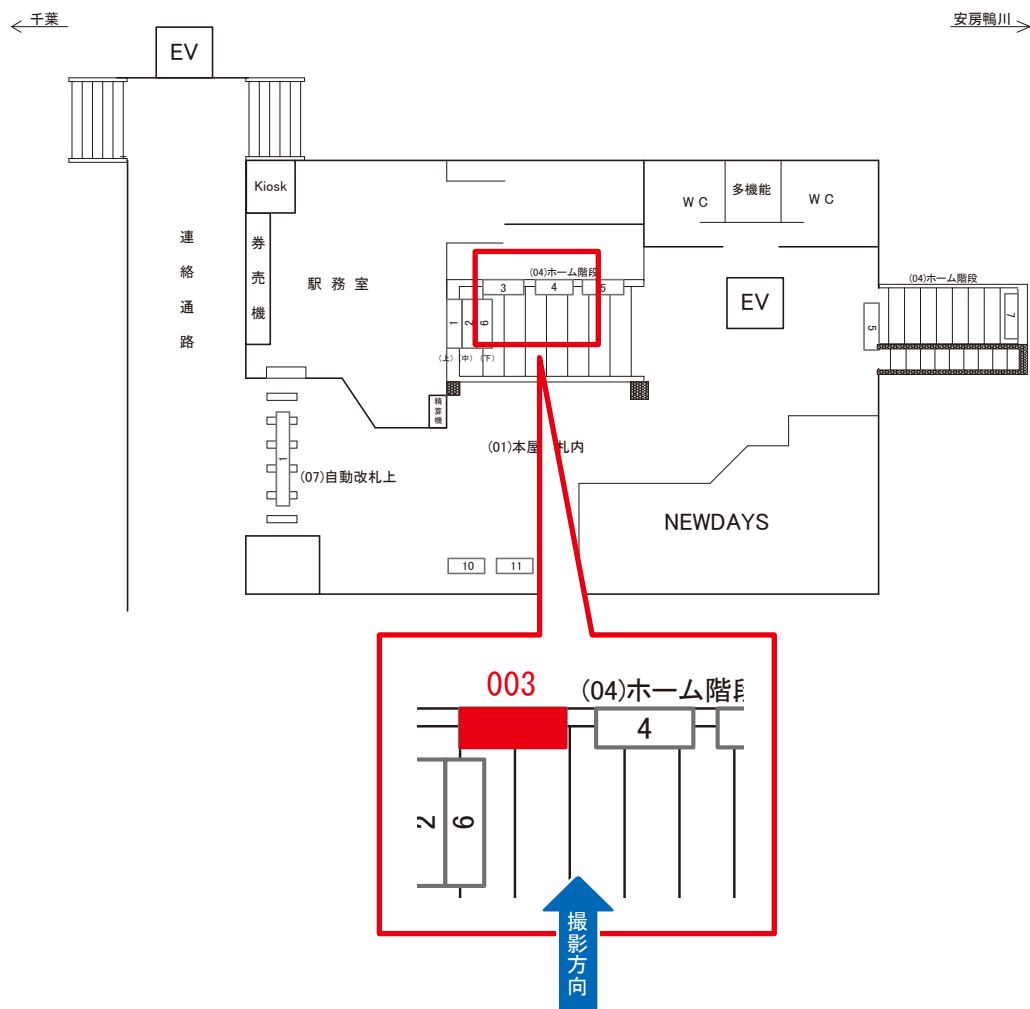 千葉
安房鴨川
EV
Kiosk
券売機
連絡通路
駅務室
WC
多機能
WC
(04)ホーム階段
3
4
5
1
2
6
(上)
(中)
(下)
EV
(04)ホーム階段
5
7
精算機
(01)本屋 札内
1
(07)自動改札上
NEWDAYS
10
11
003
(04)ホーム階段
4
2
6
撮影方向